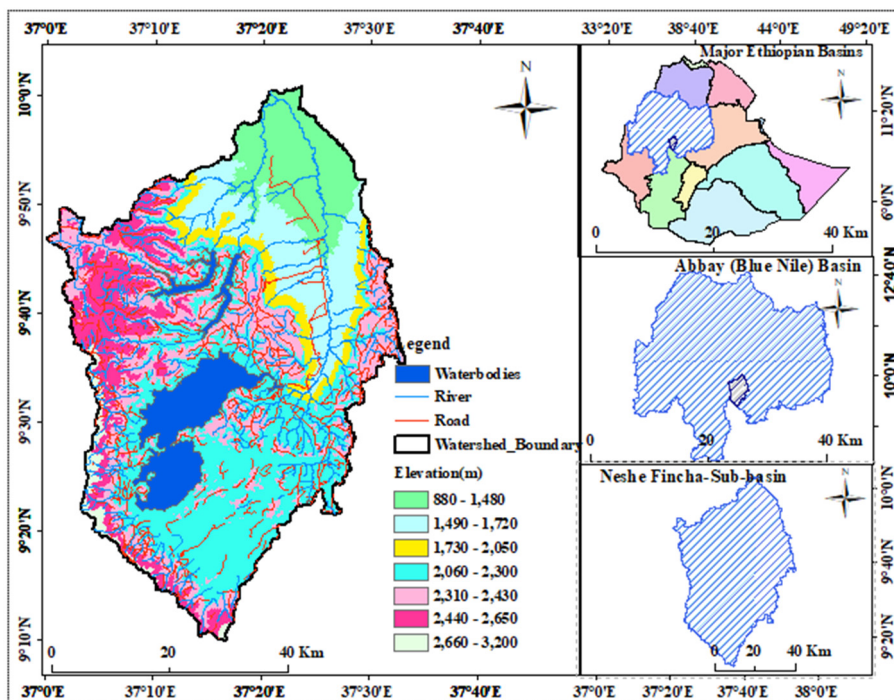 37°0'E 37°10'E 37°20'E 37°30'E 37°40'E
33°20'E 38°40'E 44°0'E 49°20'E
N
10°0'N
9°50'N
9°40'N
9°30'N
9°20'N
9°10'N
Legend
Waterbodies
River
Road
Watershed_Boundary
Elevation(m)
880 - 1,480
1,490 - 1,720
1,730 - 2,050
2,060 - 2,300
2,310 - 2,430
2,440 - 2,650
2,660 - 3,200
0 20 40 Km
37°0'E 37°10'E 37°20'E 37°30'E 37°40'E
Major Ethiopian Basins
N
11°20'N
6°0'N
0 20 40 Km
Abbay (Blue Nile) Basin
N
12°40'N
10°0'N
0 20 40 Km
Neshe Fincha-Sub-basin
N
10°0'N
9°40'N
9°20'N
0 20 40 Km
37°0'E 37°20'E 37°40'E 38°0'E